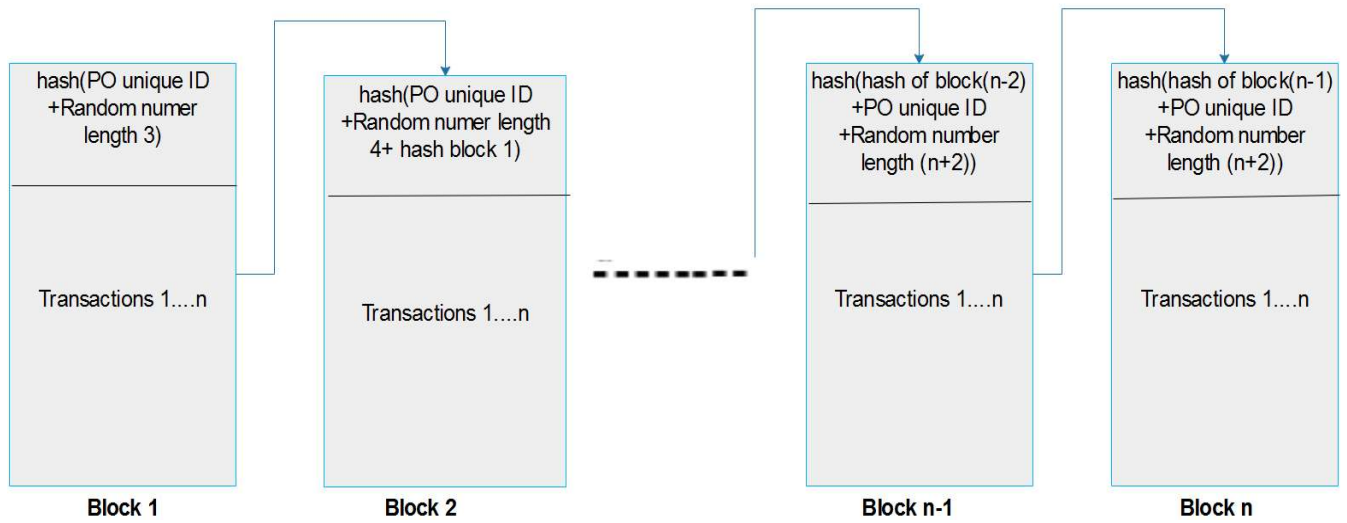 hash(PO unique ID
+Random numer
length 3)
Transactions 1....n
Block 1
hash(PO unique ID
+Random numer length
4+ hash block 1)
Transactions 1....n
Block 2
hash(hash of block(n-2)
+PO unique ID
+Random number
length (n+2))
Transactions 1....n
Block n-1
hash(hash of block(n-1)
+PO unique ID
+Random number
length (n+2))
Transactions 1....n
Block n